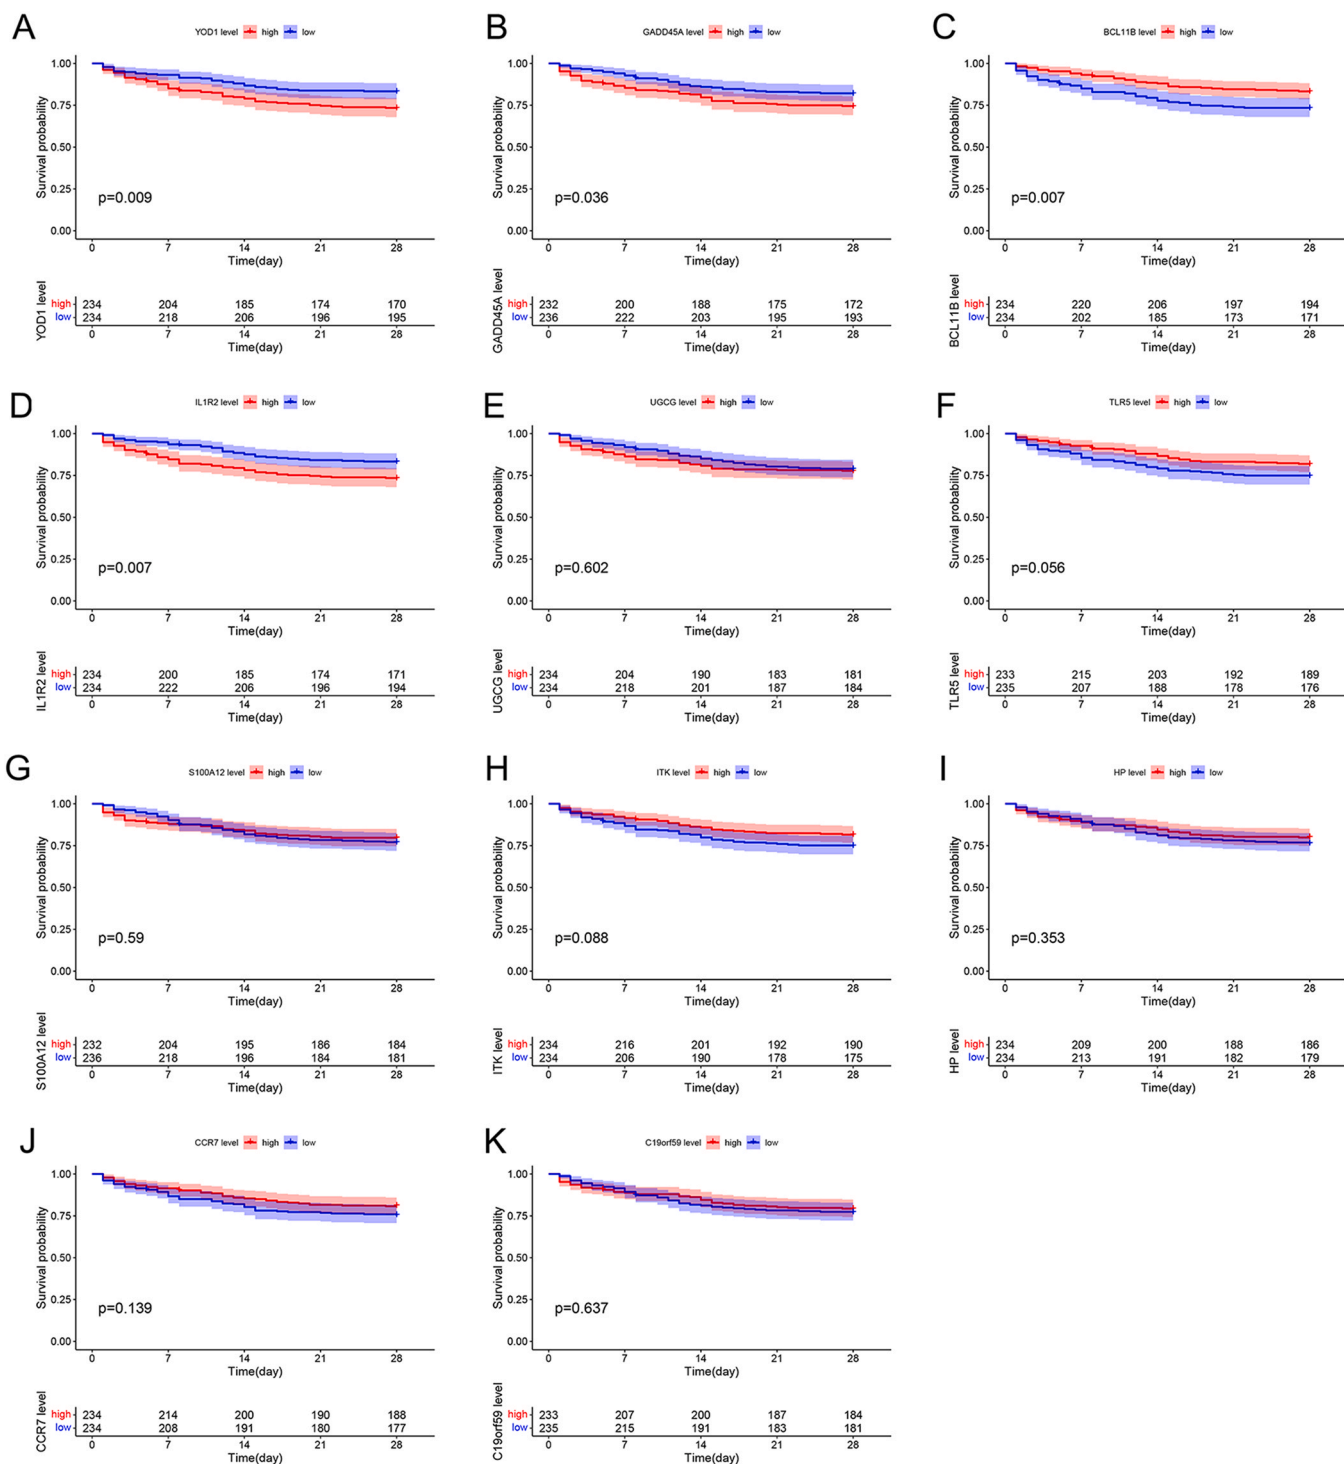 A
YOD1 level high low
1.00
0.75
0.50
0.25
0.00
Survival probability
p=0.009
0 7 14 21 28
Time(day)
YOD1 level
high 234 204 185 174 170
low 234 218 206 196 195
0 7 14 21 28
Time(day)
B
GADD45A level high low
1.00
0.75
0.50
0.25
0.00
Survival probability
p=0.036
0 7 14 21 28
Time(day)
GADD45A level
high 232 200 188 175 172
low 236 222 203 195 193
0 7 14 21 28
Time(day)
C
BCL11B level high low
1.00
0.75
0.50
0.25
0.00
Survival probability
p=0.007
0 7 14 21 28
Time(day)
BCL11B level
high 234 220 206 197 194
low 234 202 185 173 171
0 7 14 21 28
Time(day)
D
IL1R2 level high low
1.00
0.75
0.50
0.25
0.00
Survival probability
p=0.007
0 7 14 21 28
Time(day)
IL1R2 level
high 234 200 185 174 171
low 234 222 206 196 194
0 7 14 21 28
Time(day)
E
UGCG level high low
1.00
0.75
0.50
0.25
0.00
Survival probability
p=0.602
0 7 14 21 28
Time(day)
UGCG level
high 234 204 190 183 181
low 234 218 201 187 184
0 7 14 21 28
Time(day)
F
TLR5 level high low
1.00
0.75
0.50
0.25
0.00
Survival probability
p=0.056
0 7 14 21 28
Time(day)
TLR5 level
high 233 215 203 192 189
low 235 207 188 178 176
0 7 14 21 28
Time(day)
G
S100A12 level high low
1.00
0.75
0.50
0.25
0.00
Survival probability
p=0.59
0 7 14 21 28
Time(day)
S100A12 level
high 232 204 195 186 184
low 236 218 196 184 181
0 7 14 21 28
Time(day)
H
ITK level high low
1.00
0.75
0.50
0.25
0.00
Survival probability
p=0.088
0 7 14 21 28
Time(day)
ITK level
high 234 216 201 192 190
low 234 206 190 178 175
0 7 14 21 28
Time(day)
I
HP level high low
1.00
0.75
0.50
0.25
0.00
Survival probability
p=0.353
0 7 14 21 28
Time(day)
HP level
high 234 209 200 188 186
low 234 213 191 182 179
0 7 14 21 28
Time(day)
J
CCR7 level high low
1.00
0.75
0.50
0.25
0.00
Survival probability
p=0.139
0 7 14 21 28
Time(day)
CCR7 level
high 234 214 200 190 188
low 234 208 191 180 177
0 7 14 21 28
Time(day)
K
C19orf59 level high low
1.00
0.75
0.50
0.25
0.00
Survival probability
p=0.637
0 7 14 21 28
Time(day)
C19orf59 level
high 233 207 200 187 184
low 235 215 191 183 181
0 7 14 21 28
Time(day)